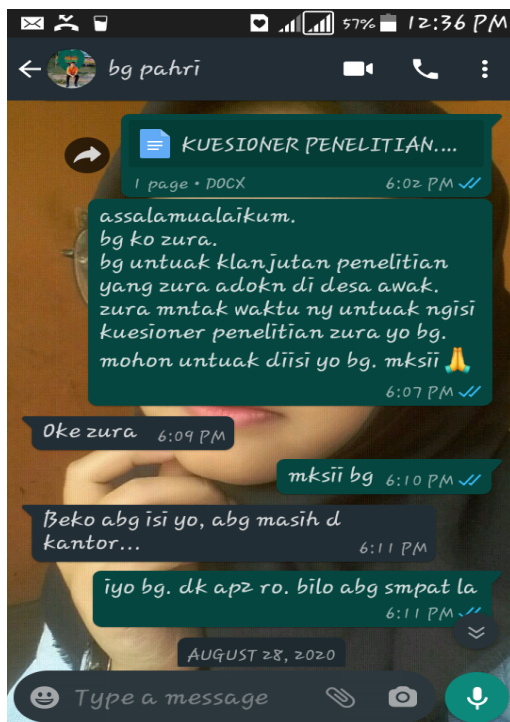 57% 12:36 PM
bg pahri
KUESIONER PENELITIAN....
1 page • DOCX 6:02 PM
assalamualaikum.
bg ko zura.
bg untuak klanjutan penelitian
yang zura adokn di desa awak.
zura mntak waktu ny untuak ngisi
kuesioner penelitian zura yo bg.
mohon untuak diisi yo bg. mksii 🙏
6:07 PM
Oke zura 6:09 PM
mksii bg 6:10 PM
Beko abg isi yo, abg masih d
kantor... 6:11 PM
iyo bg. dk apz ro. bilo abg smpat la
6:11 PM
AUGUST 28, 2020
Type a message